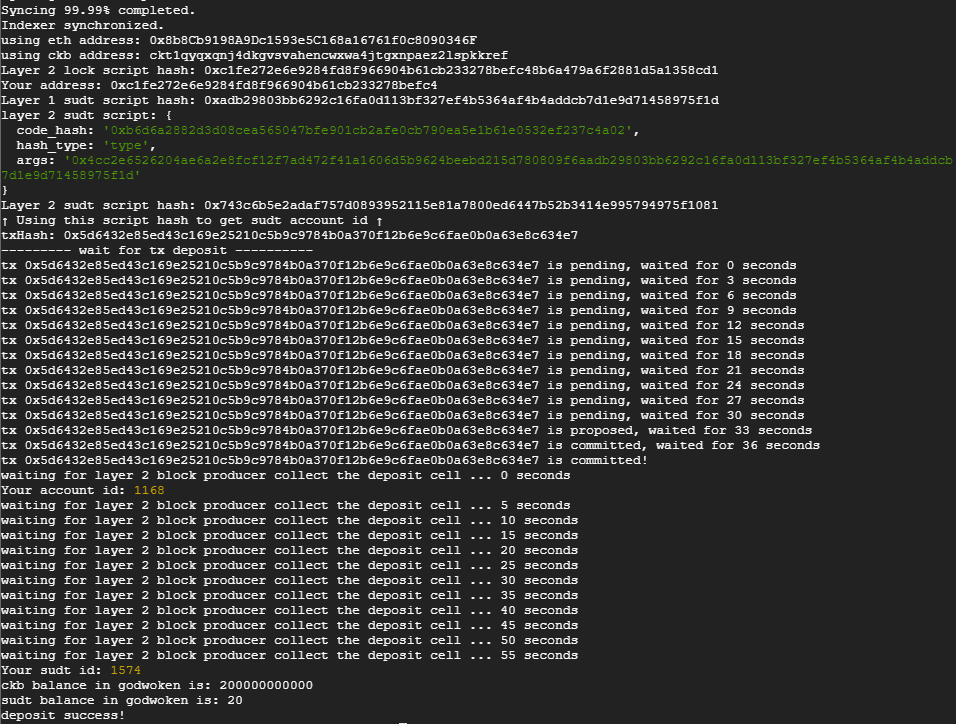 Syncing 99.99% completed.
Indexer synchronized.
using eth address: 0x8b8Cb9198A9Dc1593e5C168a16761f0c8090346F
using ckb address: ckt1qyqxqnj4dkgvsvahencwxwa4jtgxnpaez2lspkkref
Layer 2 lock script hash: 0xc1fe272e6e9284fd8f966904b61cb233278befc48b6a479a6f2881d5a1358cd1
Your address: 0xc1fe272e6e9284fd8f966904b61cb233278befc4
Layer 1 sudt script hash: 0xadb29803bb6292c16fa0d113bf327ef4b5364af4b4addcb7d1e9d71458975f1d
layer 2 sudt script: {
  code_hash: '0xb6d6a2882d3d08cea565047bfe901cb2afe0cb790ea5e1b61e0532ef237c4a02',
  hash_type: 'type',
  args: '0x4cc2e6526204ae6a2e8fcf12f7ad472f41a1606d5b9624beebd215d780809f6aadb29803bb6292c16fa0d113bf327ef4b5364af4b4addcb
7d1e9d71458975f1d'
}
Layer 2 sudt script hash: 0x743c6b5e2adaf757d0893952115e81a7800ed6447b52b3414e995794975f1081
↑ Using this script hash to get sudt account id ↑
txHash: 0x5d6432e85ed43c169e25210c5b9c9784b0a370f12b6e9c6fae0b0a63e8c634e7
--------- wait for tx deposit ----------
tx 0x5d6432e85ed43c169e25210c5b9c9784b0a370f12b6e9c6fae0b0a63e8c634e7 is pending, waited for 0 seconds
tx 0x5d6432e85ed43c169e25210c5b9c9784b0a370f12b6e9c6fae0b0a63e8c634e7 is pending, waited for 3 seconds
tx 0x5d6432e85ed43c169e25210c5b9c9784b0a370f12b6e9c6fae0b0a63e8c634e7 is pending, waited for 6 seconds
tx 0x5d6432e85ed43c169e25210c5b9c9784b0a370f12b6e9c6fae0b0a63e8c634e7 is pending, waited for 9 seconds
tx 0x5d6432e85ed43c169e25210c5b9c9784b0a370f12b6e9c6fae0b0a63e8c634e7 is pending, waited for 12 seconds
tx 0x5d6432e85ed43c169e25210c5b9c9784b0a370f12b6e9c6fae0b0a63e8c634e7 is pending, waited for 15 seconds
tx 0x5d6432e85ed43c169e25210c5b9c9784b0a370f12b6e9c6fae0b0a63e8c634e7 is pending, waited for 18 seconds
tx 0x5d6432e85ed43c169e25210c5b9c9784b0a370f12b6e9c6fae0b0a63e8c634e7 is pending, waited for 21 seconds
tx 0x5d6432e85ed43c169e25210c5b9c9784b0a370f12b6e9c6fae0b0a63e8c634e7 is pending, waited for 24 seconds
tx 0x5d6432e85ed43c169e25210c5b9c9784b0a370f12b6e9c6fae0b0a63e8c634e7 is pending, waited for 27 seconds
tx 0x5d6432e85ed43c169e25210c5b9c9784b0a370f12b6e9c6fae0b0a63e8c634e7 is pending, waited for 30 seconds
tx 0x5d6432e85ed43c169e25210c5b9c9784b0a370f12b6e9c6fae0b0a63e8c634e7 is proposed, waited for 33 seconds
tx 0x5d6432e85ed43c169e25210c5b9c9784b0a370f12b6e9c6fae0b0a63e8c634e7 is committed, waited for 36 seconds
tx 0x5d6432e85ed43c169e25210c5b9c9784b0a370f12b6e9c6fae0b0a63e8c634e7 is committed!
waiting for layer 2 block producer collect the deposit cell ... 0 seconds
Your account id: 1168
waiting for layer 2 block producer collect the deposit cell ... 5 seconds
waiting for layer 2 block producer collect the deposit cell ... 10 seconds
waiting for layer 2 block producer collect the deposit cell ... 15 seconds
waiting for layer 2 block producer collect the deposit cell ... 20 seconds
waiting for layer 2 block producer collect the deposit cell ... 25 seconds
waiting for layer 2 block producer collect the deposit cell ... 30 seconds
waiting for layer 2 block producer collect the deposit cell ... 35 seconds
waiting for layer 2 block producer collect the deposit cell ... 40 seconds
waiting for layer 2 block producer collect the deposit cell ... 45 seconds
waiting for layer 2 block producer collect the deposit cell ... 50 seconds
waiting for layer 2 block producer collect the deposit cell ... 55 seconds
Your sudt id: 1574
ckb balance in godwoken is: 200000000000
sudt balance in godwoken is: 20
deposit success!